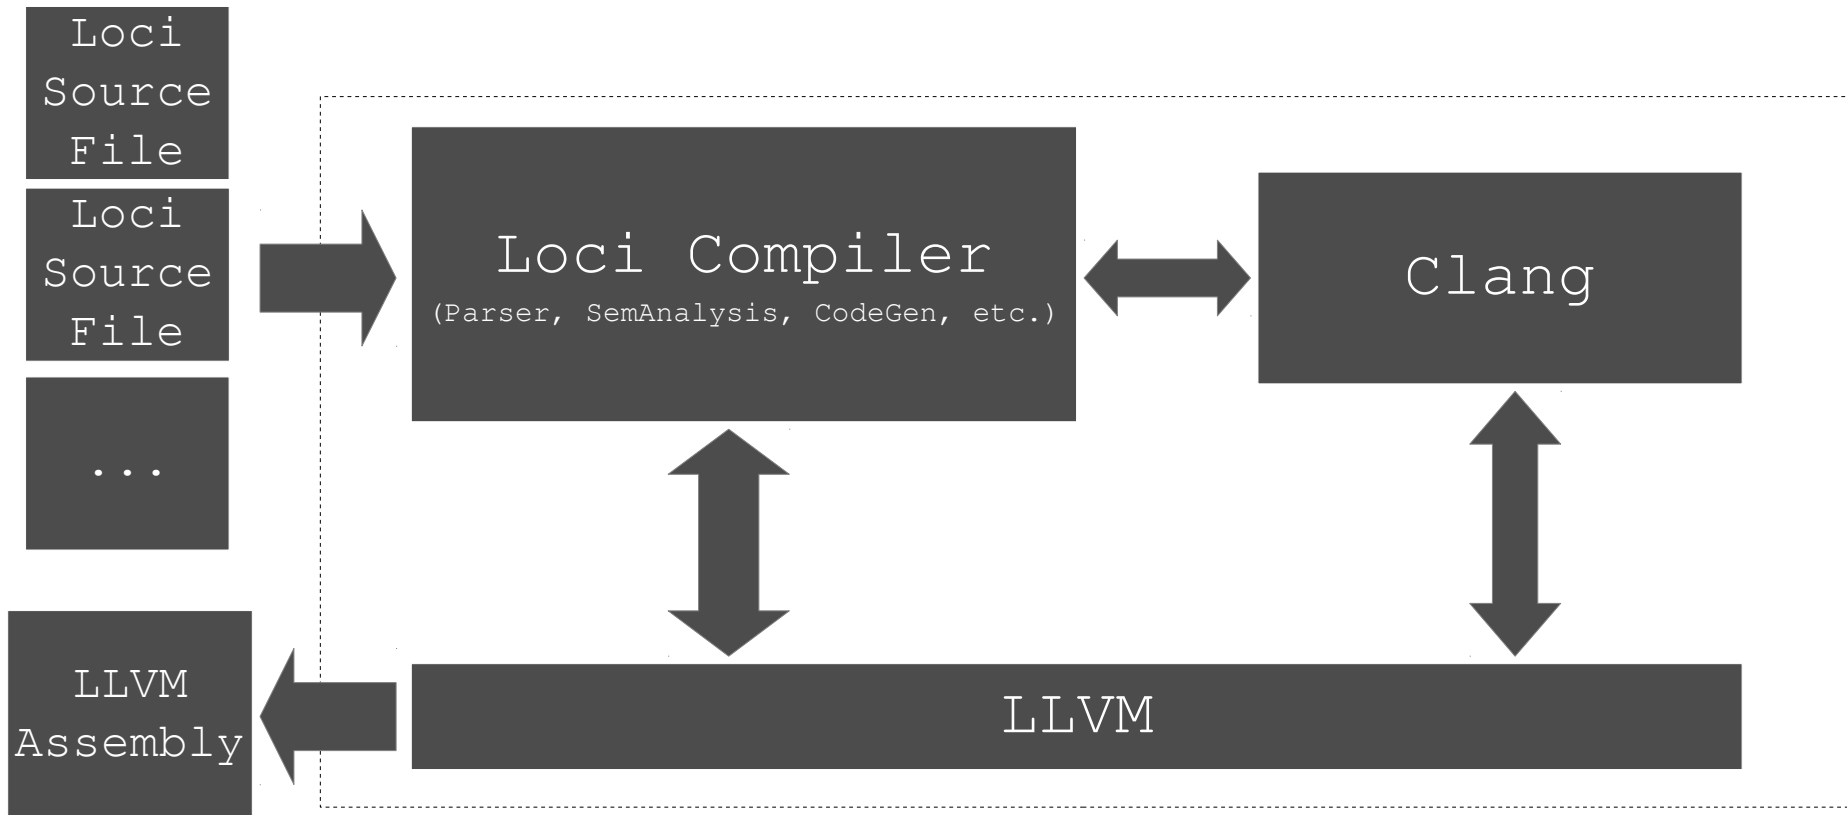 Loci
Source
File
Loci
Source
File
...
Loci Compiler
(Parser, SemAnalysis, CodeGen, etc.)
Clang
LLVM
Assembly
LLVM